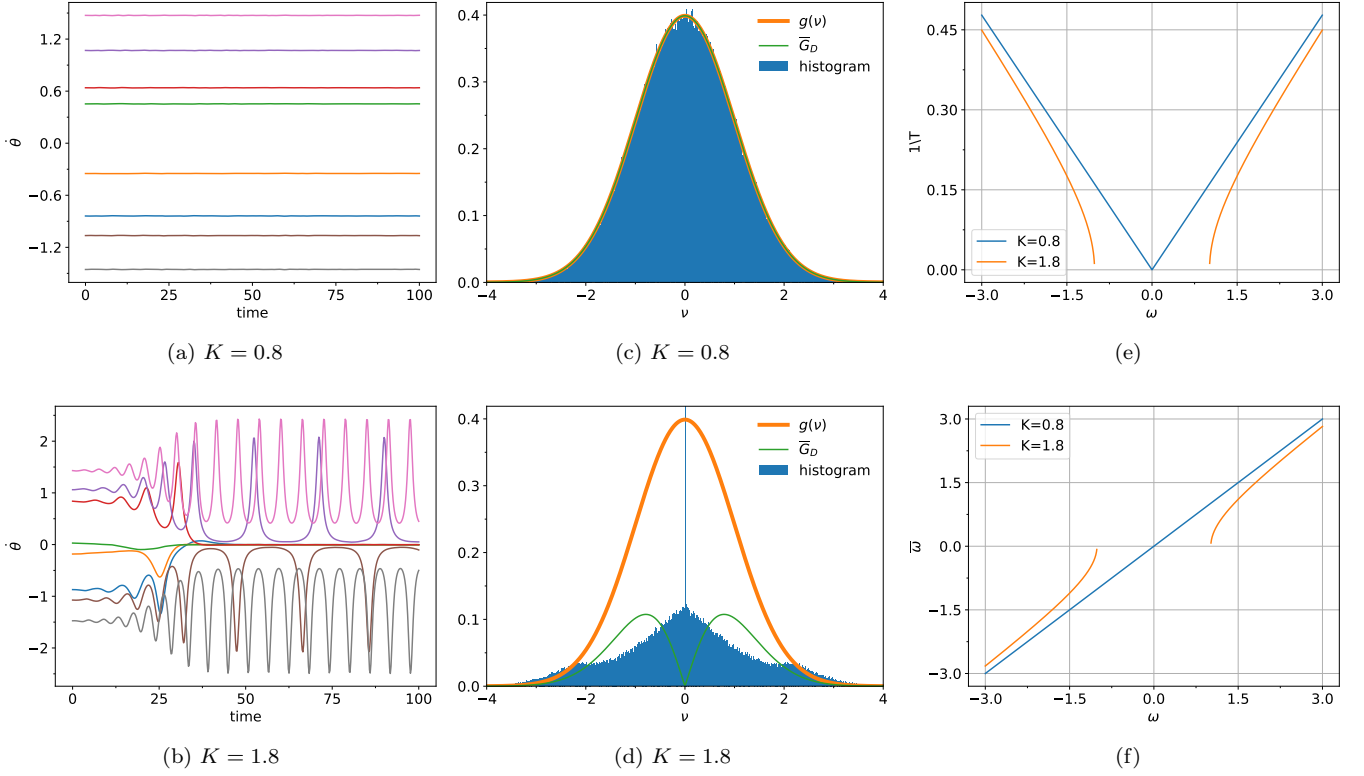 1.2
0.6
0.0
−0.6
−1.2
θ̇
0 25 50 75 100
time
(a) K = 0.8
0.4
0.3
0.2
0.1
0.0
−4 −2 0 2 4
ν
g(ν)
G̅_D
histogram
(c) K = 0.8
0.45
0.30
0.15
0.00
1\T
K=0.8
K=1.8
−3.0 −1.5 0.0 1.5 3.0
ω
(e)
2
1
0
−1
−2
θ̇
0 25 50 75 100
time
(b) K = 1.8
0.4
0.3
0.2
0.1
0.0
−4 −2 0 2 4
ν
g(ν)
G̅_D
histogram
(d) K = 1.8
3.0
1.5
0.0
−1.5
−3.0
ω̅
K=0.8
K=1.8
−3.0 −1.5 0.0 1.5 3.0
ω
(f)